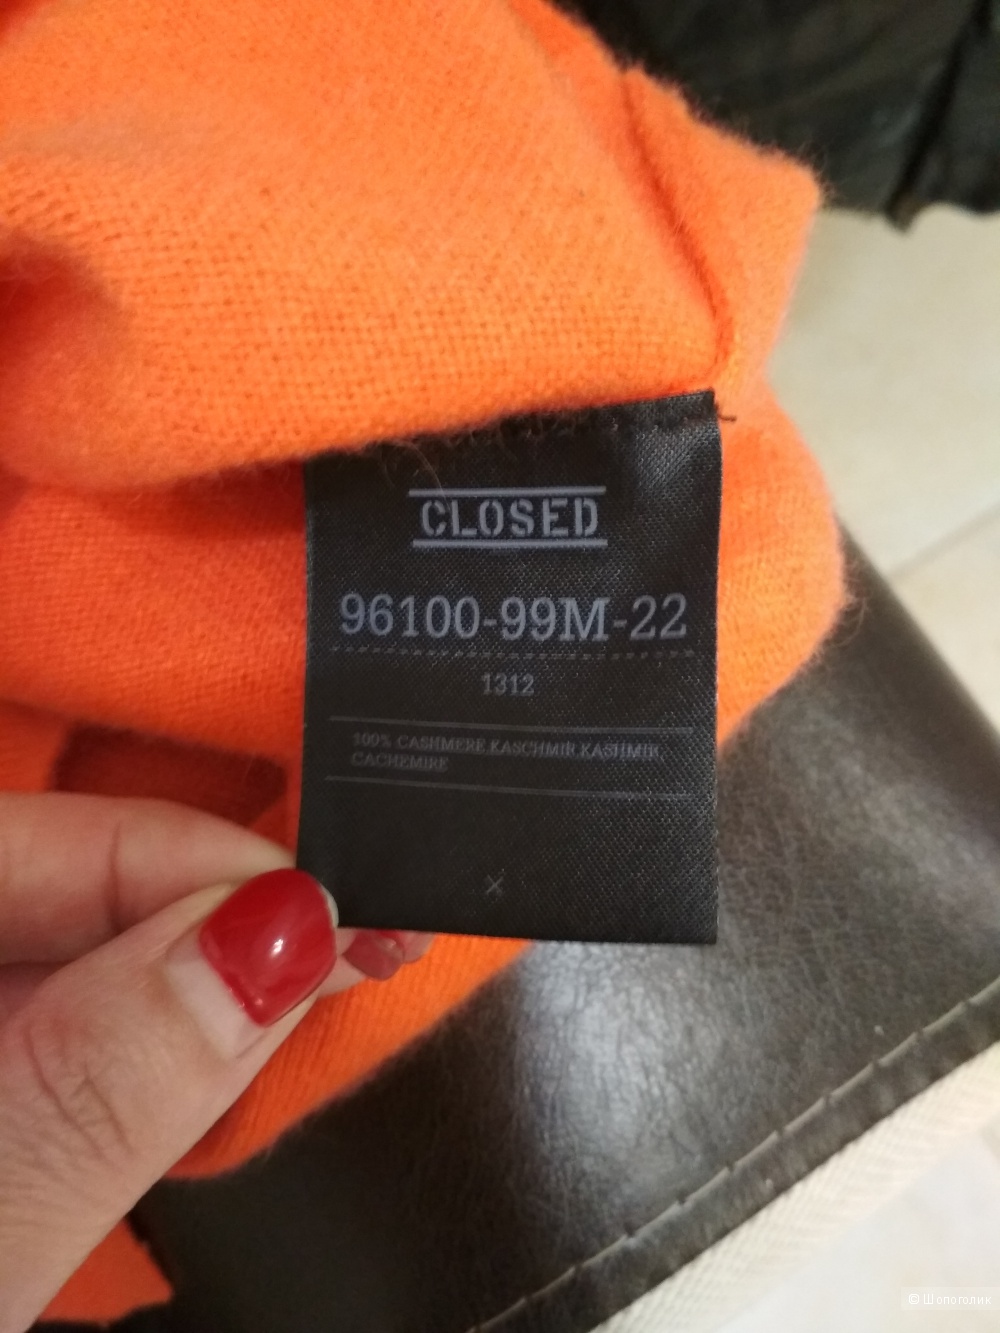 CLOSED
96100-99M-22
1312
100% CASHMERE KASCHMIR KASHMIR
CACHEMIRE
© Шопоголик